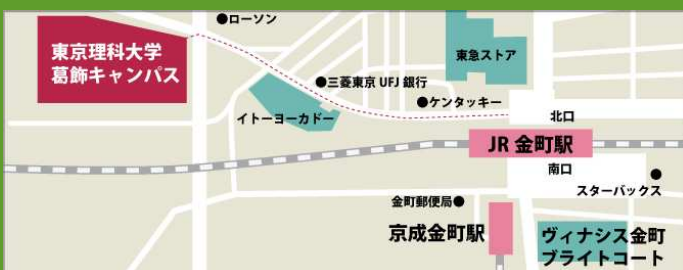 ●ローソン
東京理科大学
葛飾キャンパス
東急ストア
●三菱東京 UFJ 銀行
●ケンタッキー
イトーヨーカドー
北口
JR 金町駅
南口
●
スターバックス
金町郵便局●
京成金町駅
ヴィナシス金町
ブライトコート